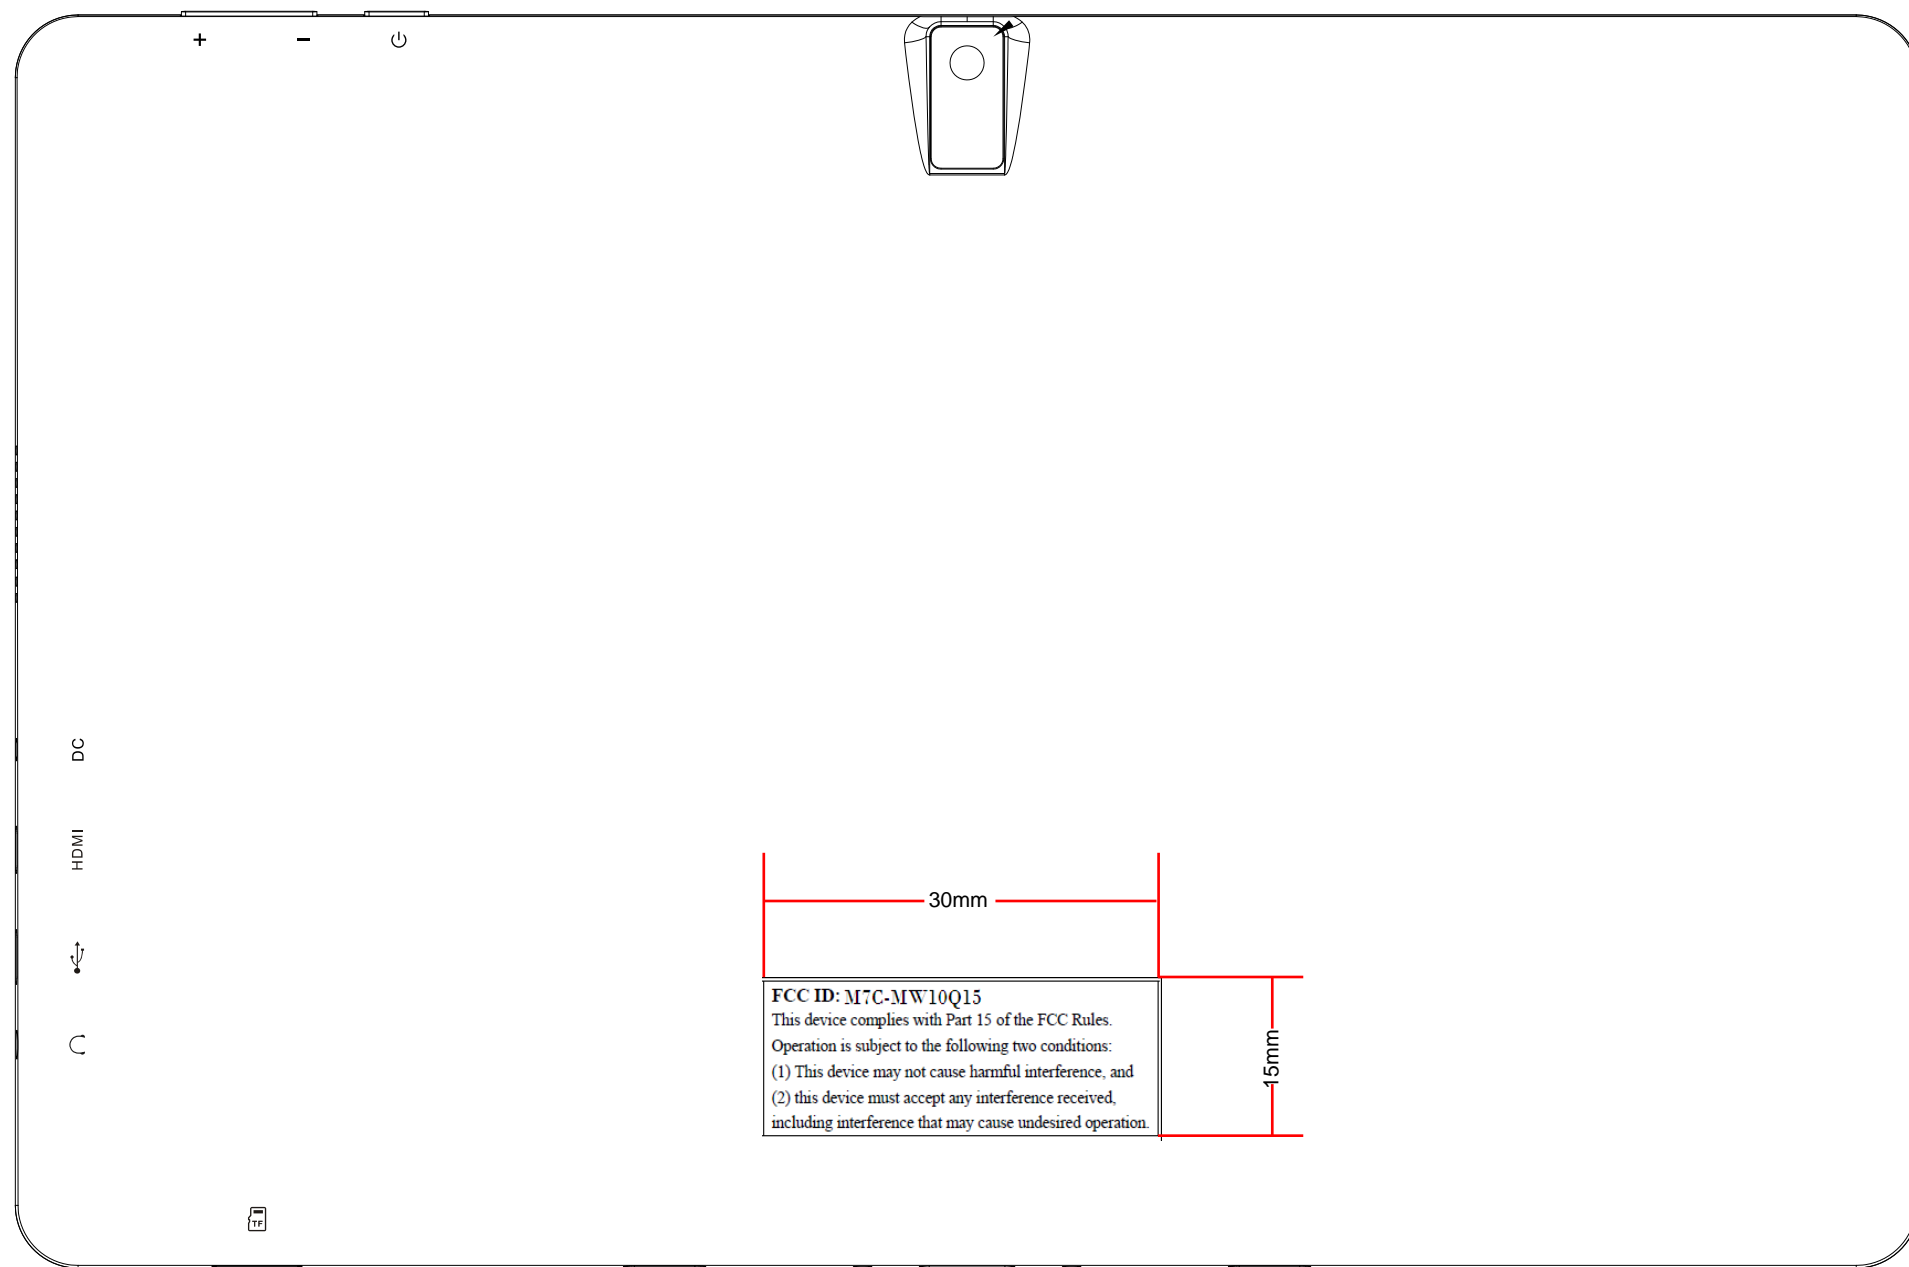 + −
DC
HDMI
30mm
FCC ID: M7C-MW10Q15
This device complies with Part 15 of the FCC Rules.
Operation is subject to the following two conditions:
(1) This device may not cause harmful interference, and
(2) this device must accept any interference received,
including interference that may cause undesired operation.
15mm
TF